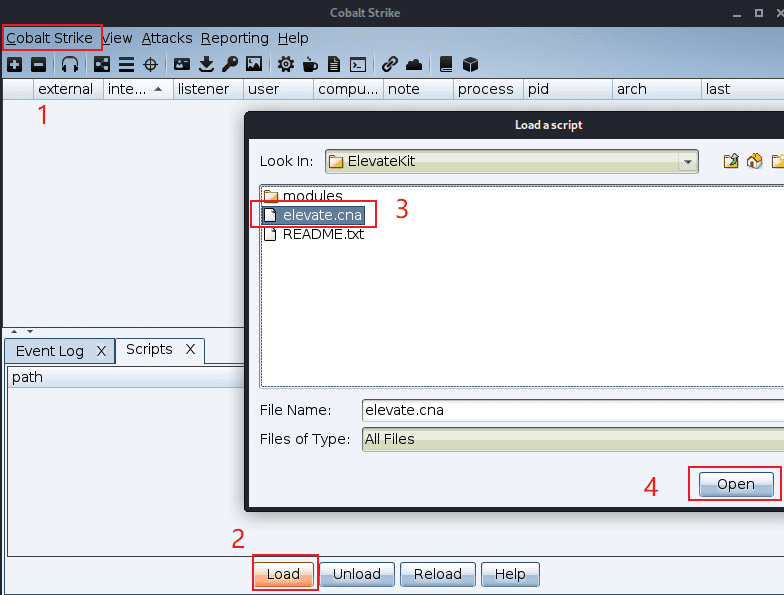 Cobalt Strike
Cobalt Strike View Attacks Reporting Help
external inte... listener user compu... note process pid arch last
1
Load a script
Look In: ElevateKit
modules
elevate.cna 3
README.txt
Event Log X Scripts X
path
File Name: elevate.cna
Files of Type: All Files
4 Open
2
Load Unload Reload Help